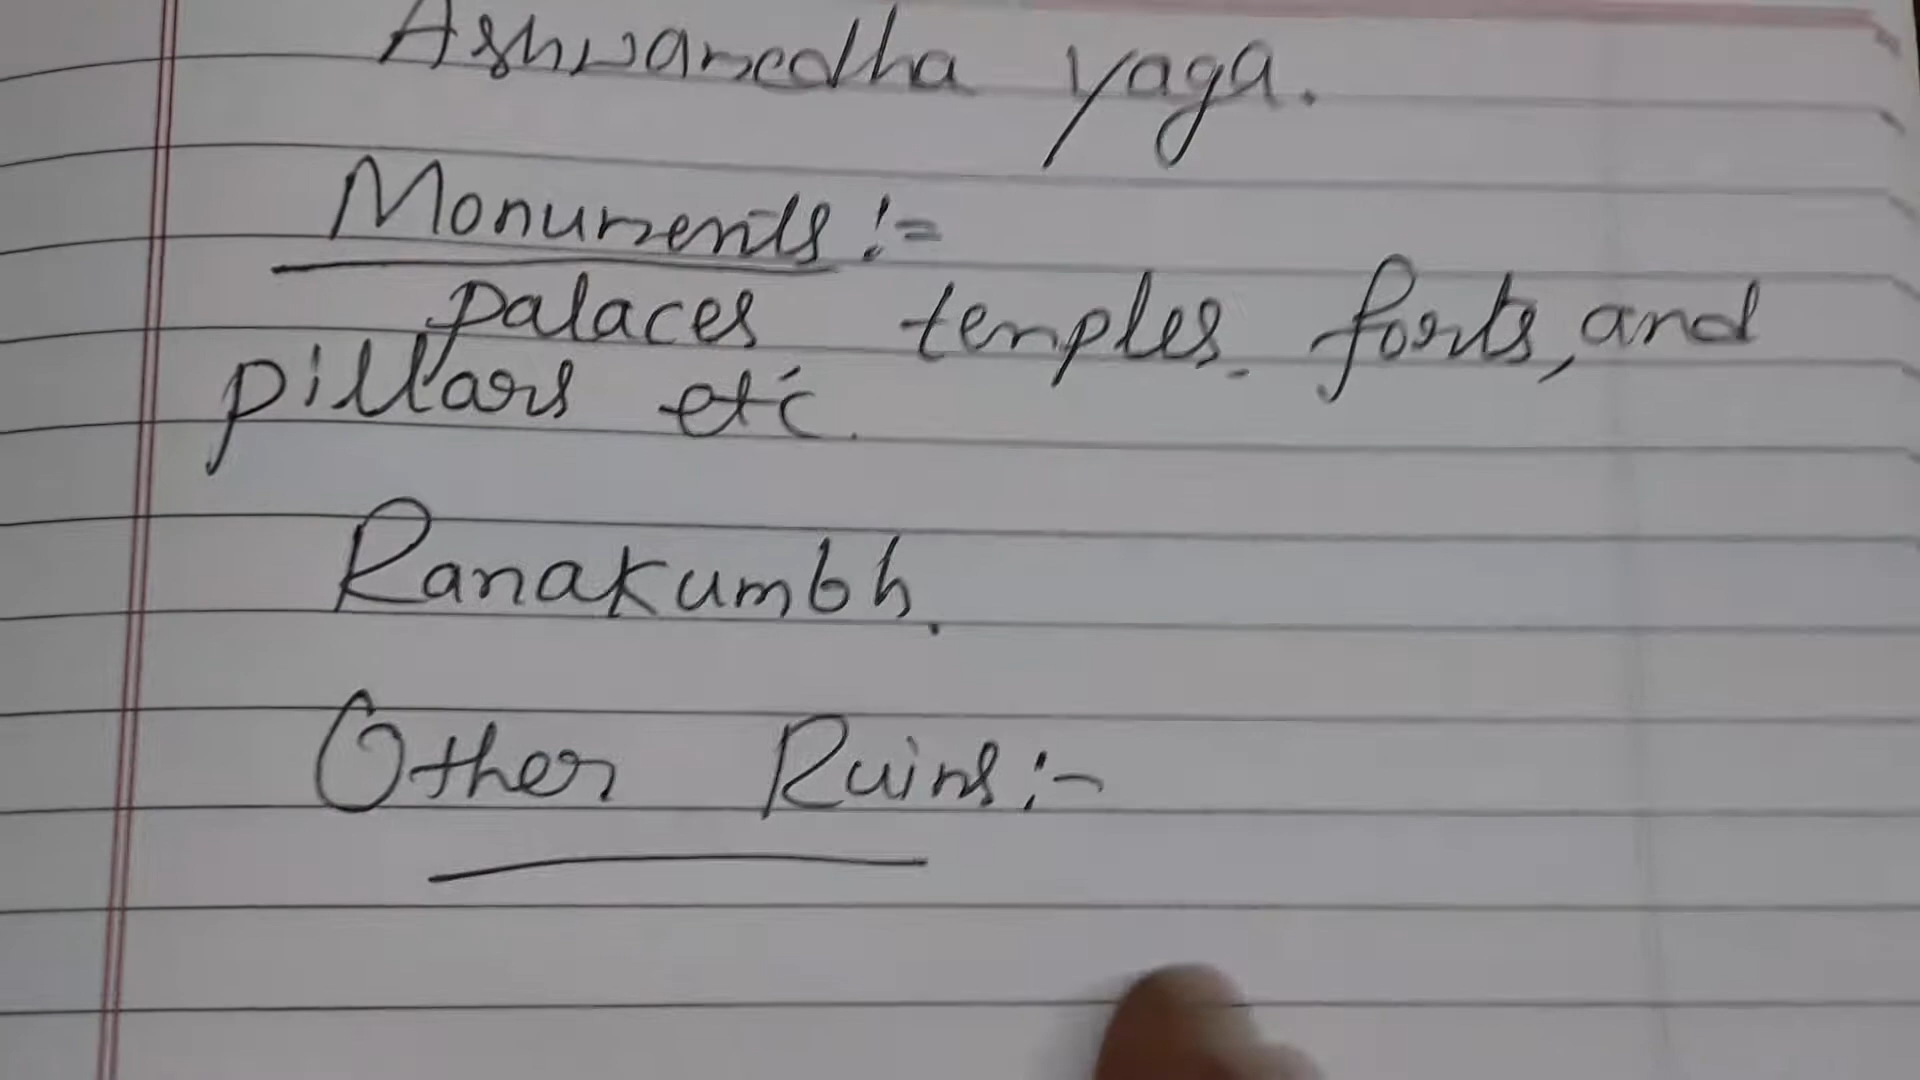 Ashwamedha yaga.
Monuments :-
palaces temples. forts, and
pillars etc.
Ranakumbh.
Other Ruins :-